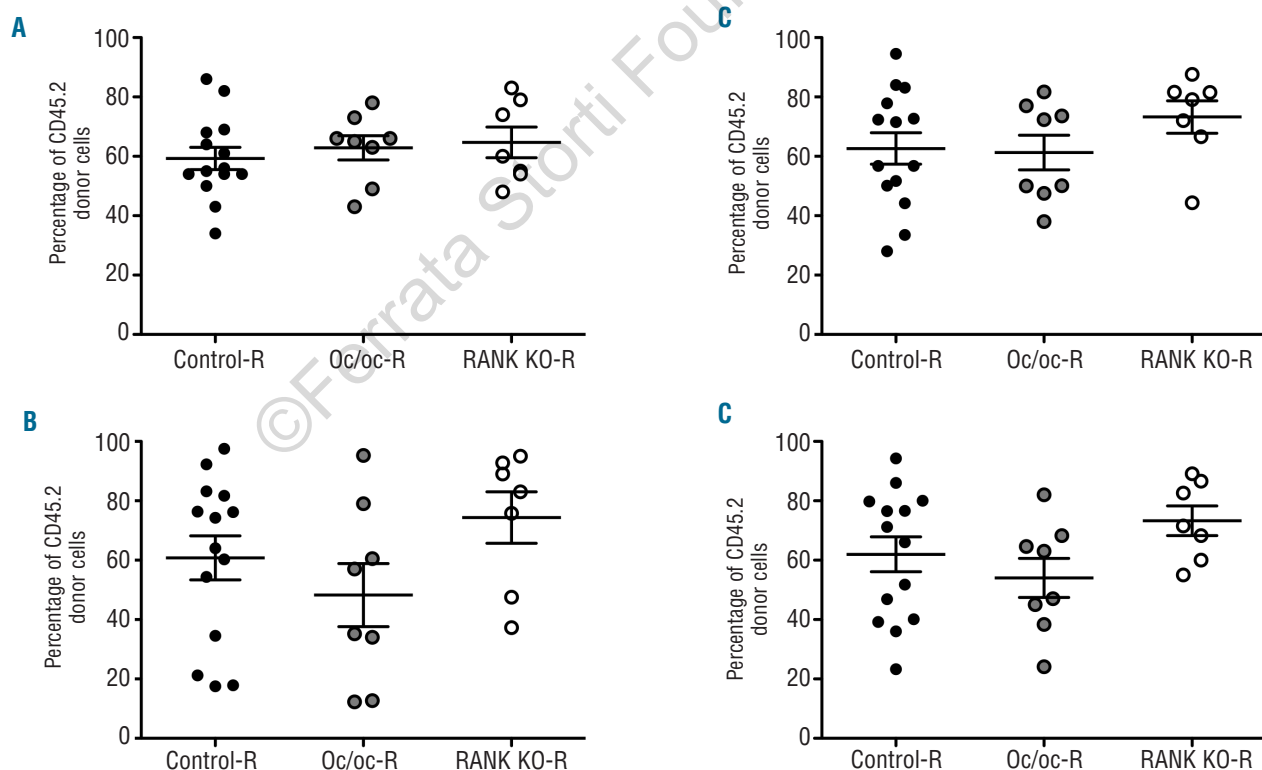 A
Percentage of CD45.2
donor cells
100
80
60
40
20
0
Control-R Oc/oc-R RANK KO-R
C
Percentage of CD45.2
donor cells
100
80
60
40
20
0
Control-R Oc/oc-R RANK KO-R
B
Percentage of CD45.2
donor cells
100
80
60
40
20
0
Control-R Oc/oc-R RANK KO-R
C
Percentage of CD45.2
donor cells
100
80
60
40
20
0
Control-R Oc/oc-R RANK KO-R
©Ferrata Storti Fou